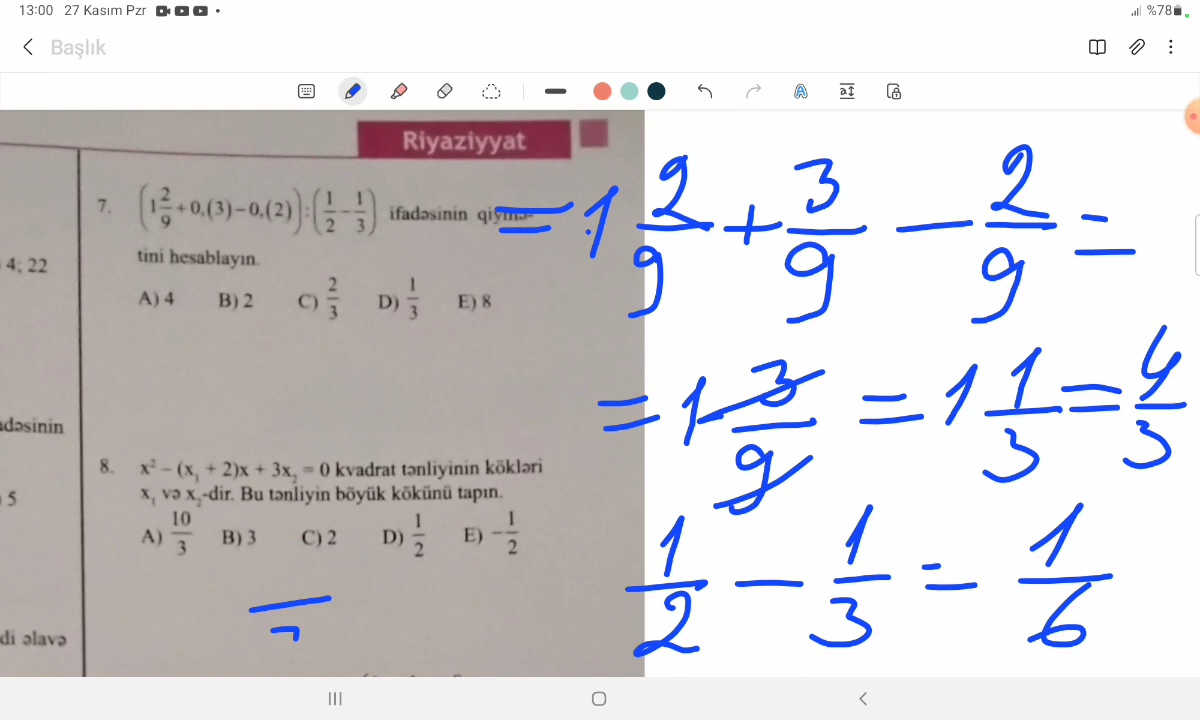 13:00 27 Kasım Pzr %78
Başlık
Riyaziyyat
7. (1 2/9 + 0,(3) − 0,(2)) : (1/2 − 1/3) ifadəsinin
tini hesablayın.
A) 4 B) 2 C) 2/3 D) 1/3 E) 8
4; 22
8. x² − (x₁ + 2)x + 3x₂ = 0 kvadrat tənliyinin kökləri
x₁ və x₂-dir. Bu tənliyin böyük kökünü tapın.
A) 10/3 B) 3 C) 2 D) 1/2 E) −1/2
5
= 1 2/9 + 3/9 − 2/9 =
= 1 3/9 = 1 1/3 = 4/3
1/2 − 1/3 = 1/6